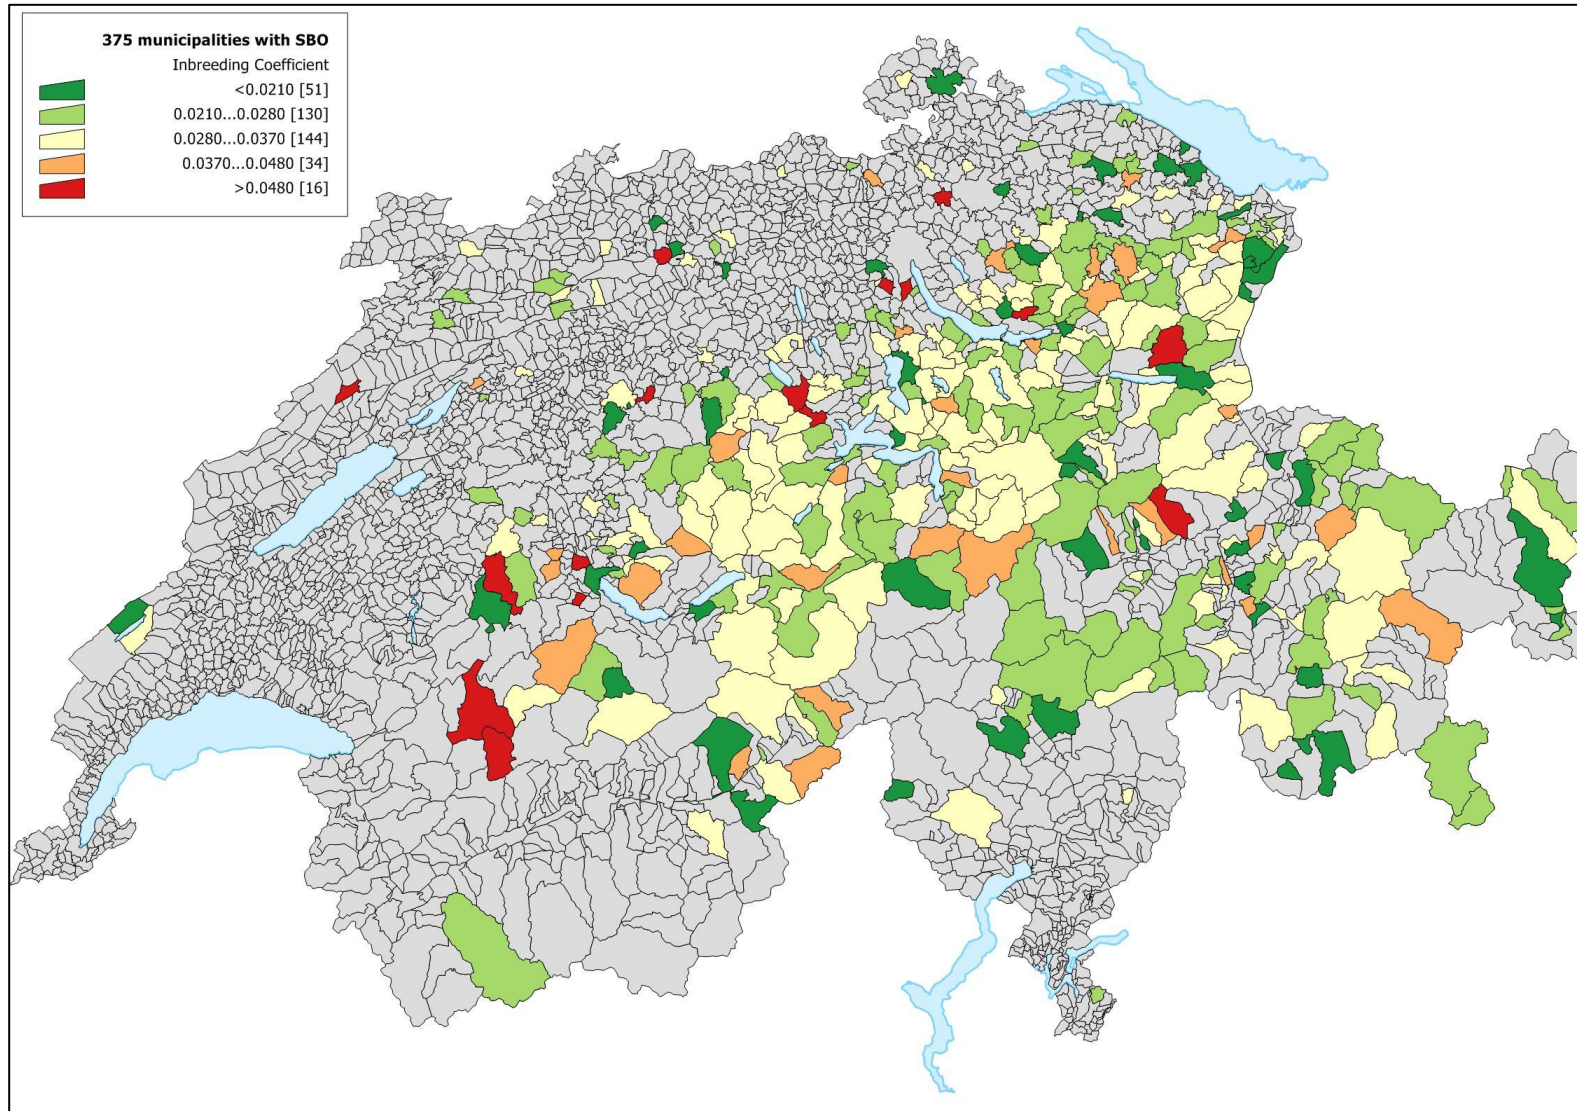 375 municipalities with SBO
Inbreeding Coefficient
<0.0210 [51]
0.0210...0.0280 [130]
0.0280...0.0370 [144]
0.0370...0.0480 [34]
>0.0480 [16]